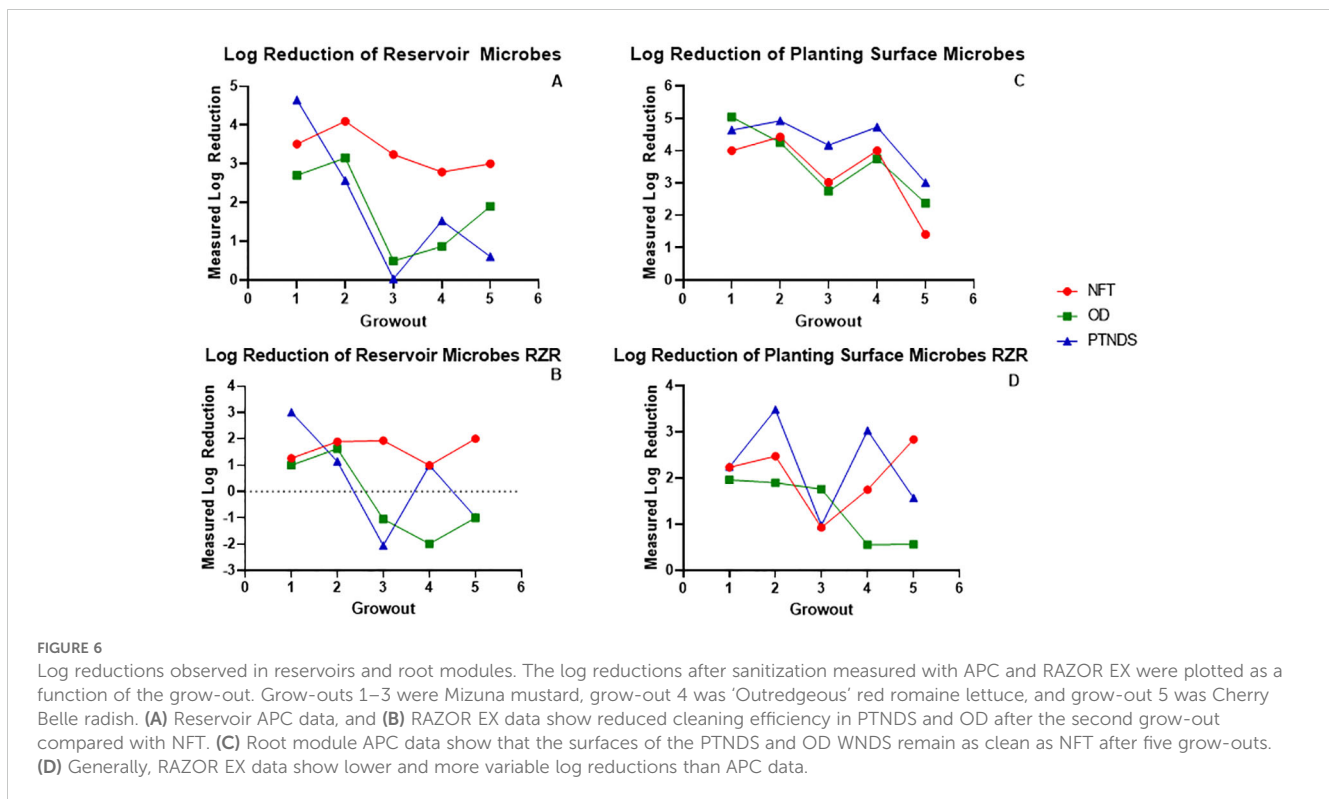 Log Reduction of Reservoir Microbes
A
Measured Log Reduction
5
4
3
2
1
0
0 1 2 3 4 5 6
Growout
Log Reduction of Planting Surface Microbes
C
Measured Log Reduction
6
5
4
3
2
1
0
0 1 2 3 4 5 6
Growout
NFT
OD
PTNDS
Log Reduction of Reservoir Microbes RZR
B
Measured Log Reduction
4
3
2
1
0
-1
-2
-3
0 1 2 3 4 5 6
Growout
Log Reduction of Planting Surface Microbes RZR
D
Measured Log Reduction
4
3
2
1
0
0 1 2 3 4 5 6
Growout
FIGURE 6
Log reductions observed in reservoirs and root modules. The log reductions after sanitization measured with APC and RAZOR EX were plotted as a
function of the grow-out. Grow-outs 1–3 were Mizuna mustard, grow-out 4 was ‘Outredgeous’ red romaine lettuce, and grow-out 5 was Cherry
Belle radish. (A) Reservoir APC data, and (B) RAZOR EX data show reduced cleaning efficiency in PTNDS and OD after the second grow-out
compared with NFT. (C) Root module APC data show that the surfaces of the PTNDS and OD WNDS remain as clean as NFT after five grow-outs.
(D) Generally, RAZOR EX data show lower and more variable log reductions than APC data.